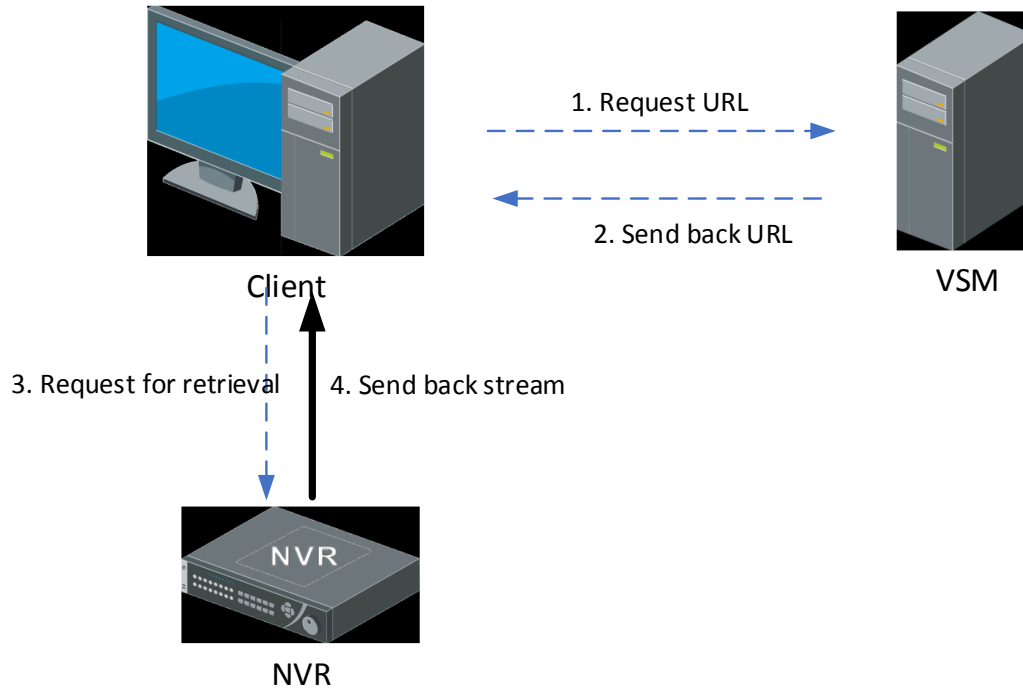 1. Request URL
2. Send back URL
Client
VSM
3. Request for retrieval
4. Send back stream
NVR
NVR